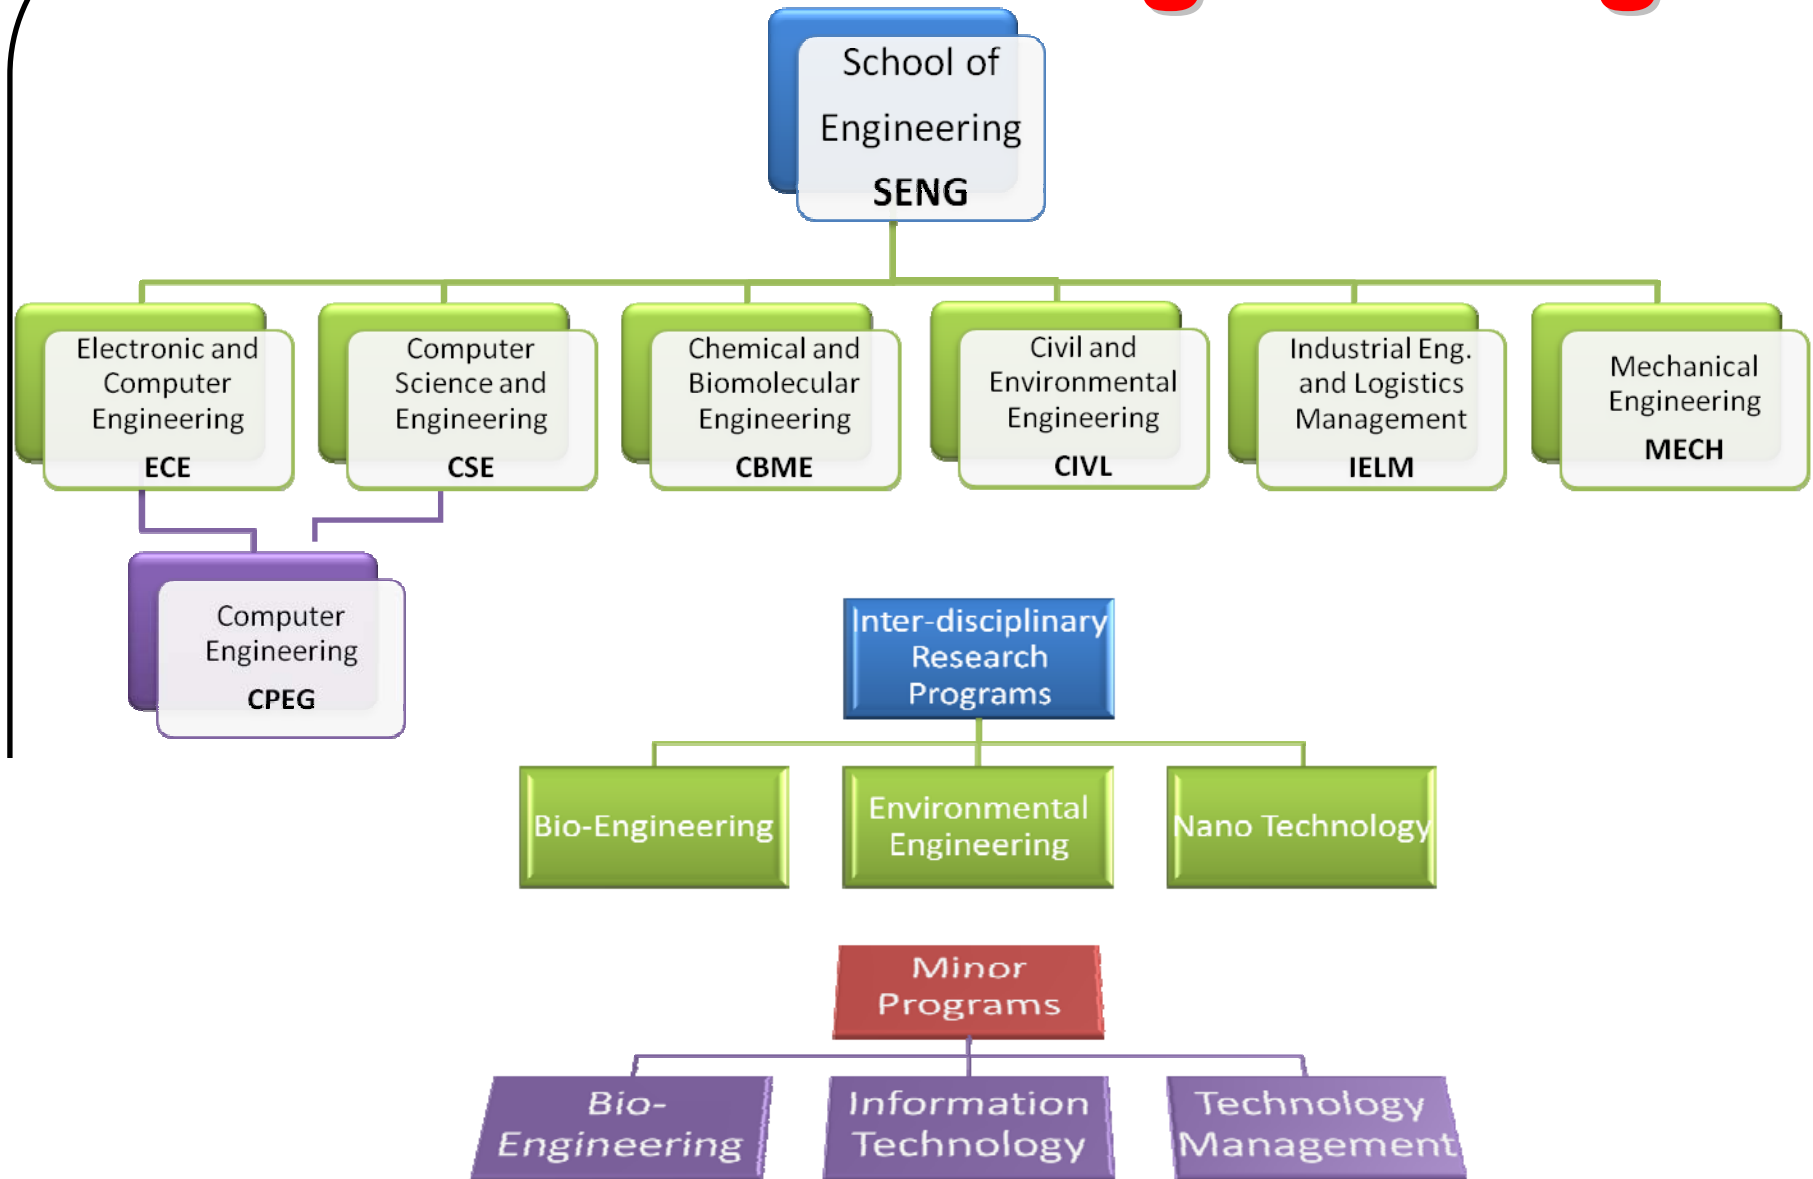 School of
Engineering
SENG
Electronic and
Computer
Engineering
ECE
Computer
Science and
Engineering
CSE
Chemical and
Biomolecular
Engineering
CBME
Civil and
Environmental
Engineering
CIVL
Industrial Eng.
and Logistics
Management
IELM
Mechanical
Engineering
MECH
Computer
Engineering
CPEG
Inter-disciplinary
Research
Programs
Bio-Engineering
Environmental
Engineering
Nano Technology
Minor
Programs
Bio-
Engineering
Information
Technology
Technology
Management